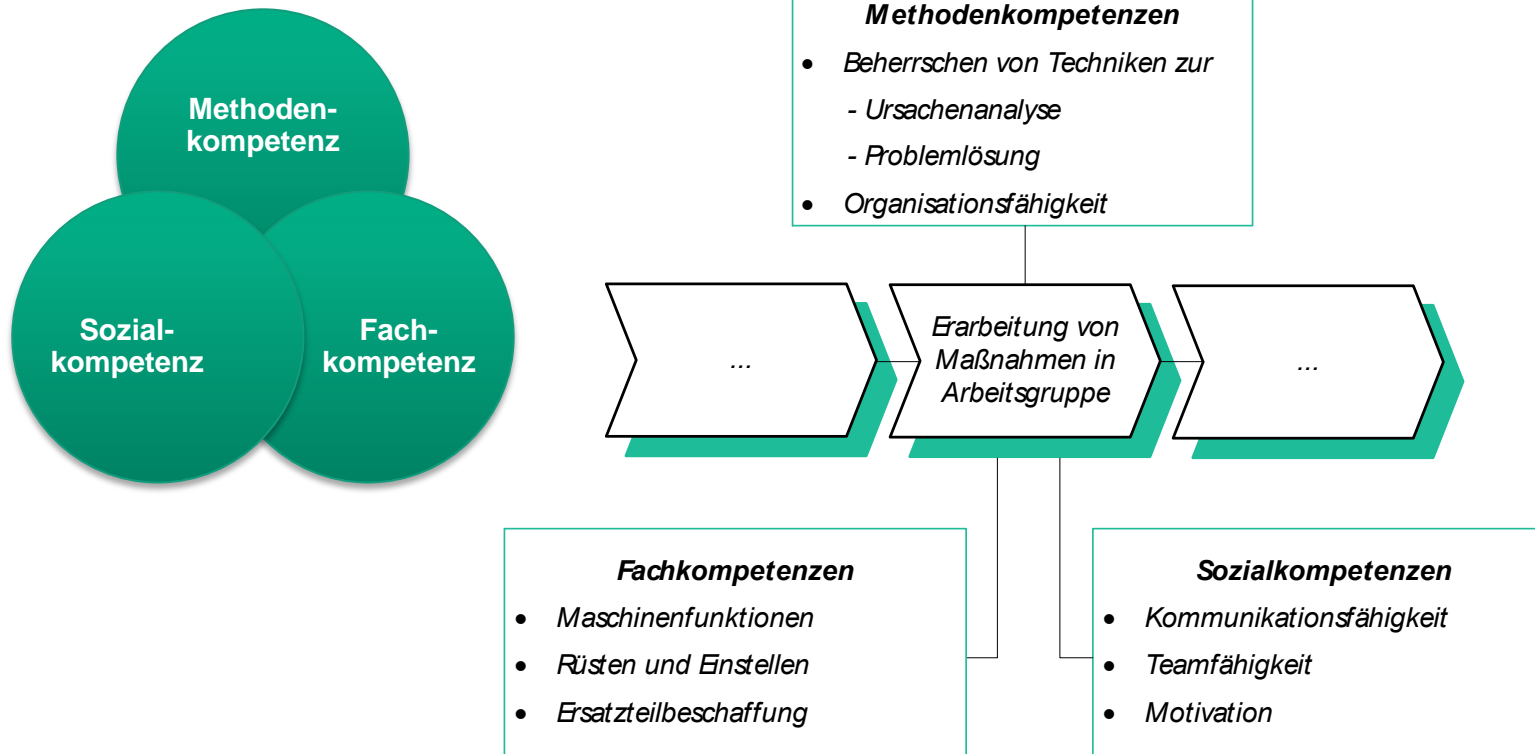 Methoden-
kompetenz
Sozial-
kompetenz
Fach-
kompetenz
Methodenkompetenzen
• Beherrschen von Techniken zur
- Ursachenanalyse
- Problemlösung
• Organisationsfähigkeit
...
Erarbeitung von
Maßnahmen in
Arbeitsgruppe
...
Fachkompetenzen
• Maschinenfunktionen
• Rüsten und Einstellen
• Ersatzteilbeschaffung
Sozialkompetenzen
• Kommunikationsfähigkeit
• Teamfähigkeit
• Motivation